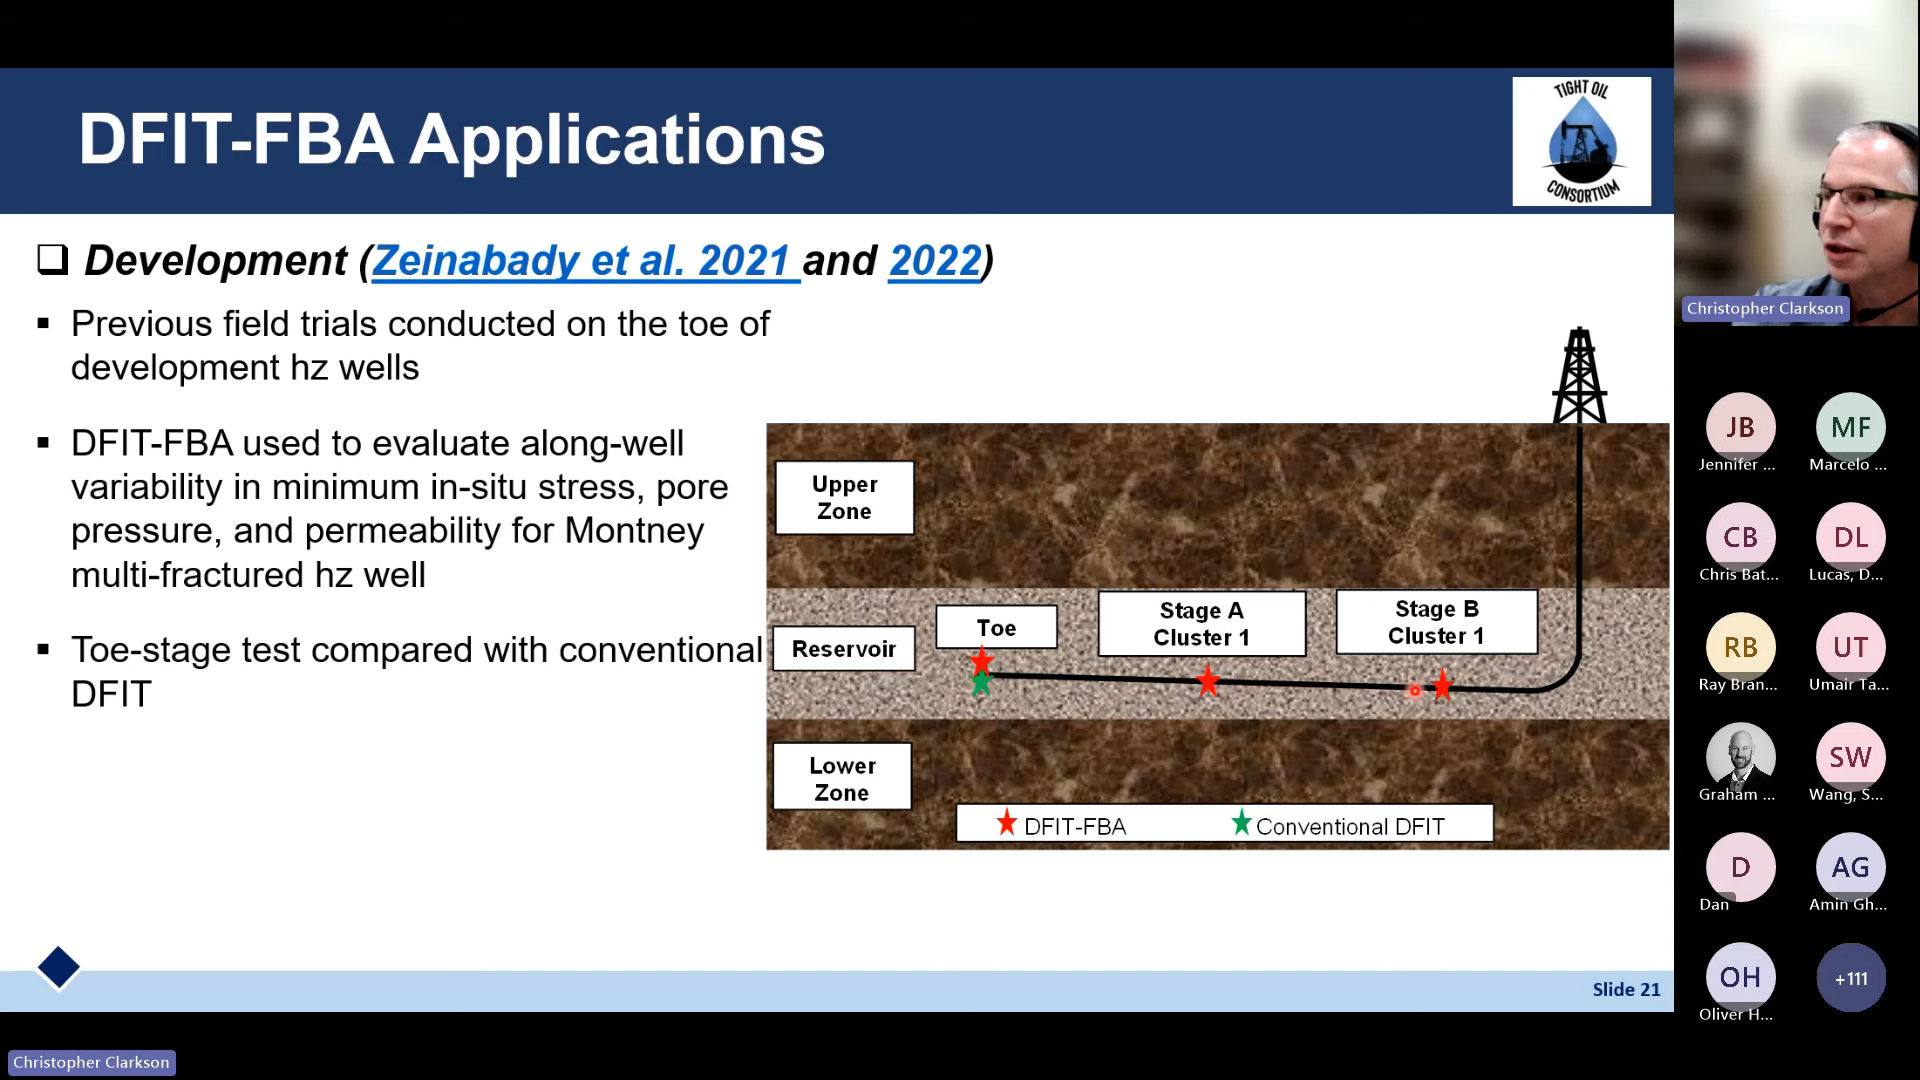 DFIT-FBA Applications
TIGHT OIL
CONSORTIUM
Development (Zeinabady et al. 2021 and 2022)
Previous field trials conducted on the toe of
development hz wells
DFIT-FBA used to evaluate along-well
variability in minimum in-situ stress, pore
pressure, and permeability for Montney
multi-fractured hz well
Toe-stage test compared with conventional
DFIT
Upper
Zone
Reservoir
Toe
Stage A
Cluster 1
Stage B
Cluster 1
Lower
Zone
DFIT-FBA
Conventional DFIT
Slide 21
Christopher Clarkson
Christopher Clarkson
JB
Jennifer ...
MF
Marcelo ...
CB
Chris Bat...
DL
Lucas, D...
RB
Ray Bran...
UT
Umair Ta...
Graham ...
SW
Wang, S...
D
Dan
AG
Amin Gh...
OH
Oliver H...
+111